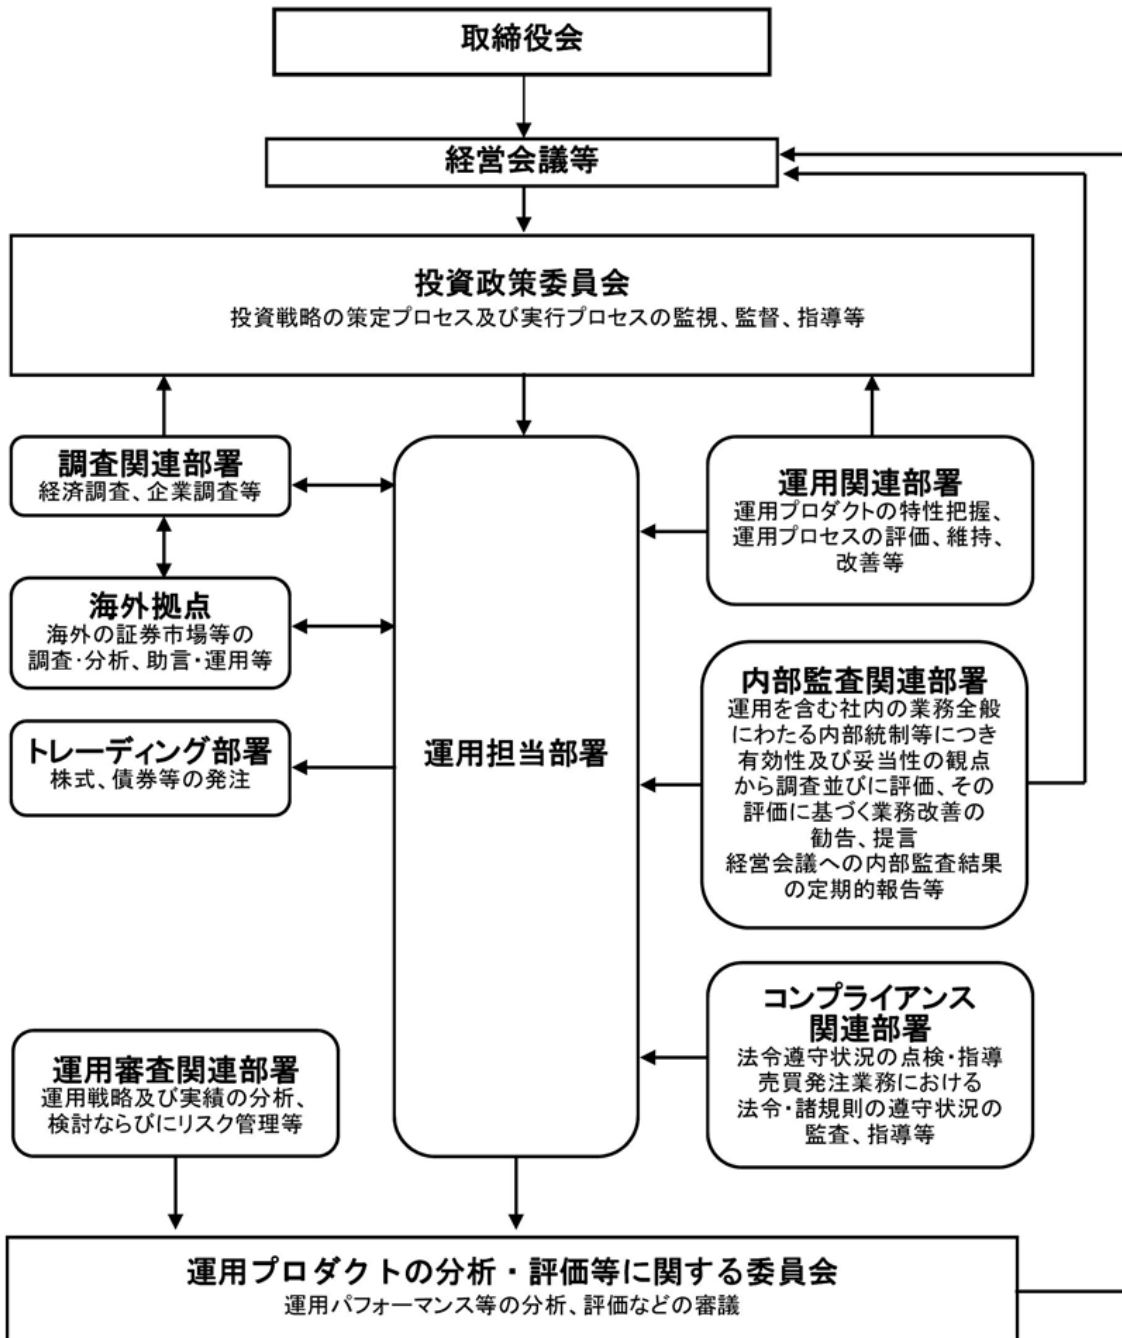 取締役会
経営会議等
投資政策委員会
投資戦略の策定プロセス及び実行プロセスの監視、監督、指導等
調査関連部署
経済調査、企業調査等
海外拠点
海外の証券市場等の
調査・分析、助言・運用等
トレーディング部署
株式、債券等の発注
運用担当部署
運用関連部署
運用プロダクトの特性把握、
運用プロセスの評価、維持、
改善等
内部監査関連部署
運用を含む社内の業務全般
にわたる内部統制等につき
有効性及び妥当性の観点
から調査並びに評価、その
評価に基づく業務改善の
勧告、提言
経営会議への内部監査結果
の定期的報告等
コンプライアンス
関連部署
法令遵守状況の点検・指導
売買発注業務における
法令・諸規則の遵守状況の
監査、指導等
運用審査関連部署
運用戦略及び実績の分析、
検討ならびにリスク管理等
運用プロダクトの分析・評価等に関する委員会
運用パフォーマンス等の分析、評価などの審議